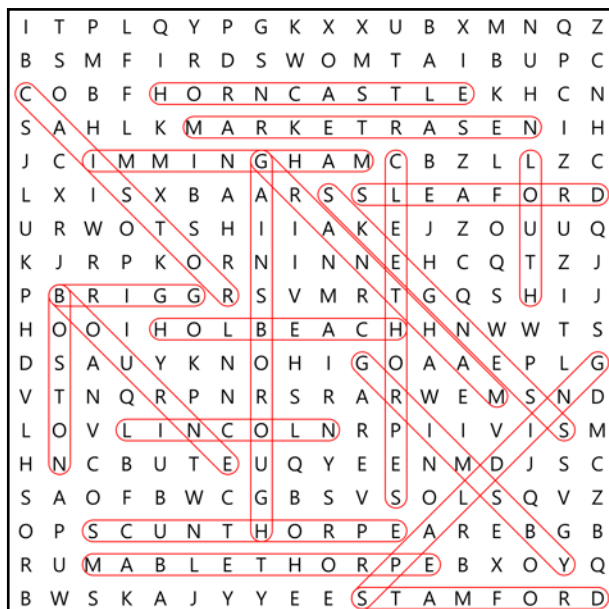 I T P L Q Y P G K X X U B X M N Q Z
B S M F I R D S W O M T A I B U P C
C O B F H O R N C A S T L E K H C N
S A H L K M A R K E T R A S E N I H
J C I M M I N G H A M C B Z L L Z C
L X I S X B A A R S S L E A F O R D
U R W O T S H I I A K E J Z O U U Q
K J R P K O R N I N N E H C Q T Z J
P B R I G G R S V M R T G Q S H I J
H O O I H O L B E A C H H N W W T S
D S A U Y K N O H I G O A A E P L G
V T N Q R P N R S R A R W E M S N D
L O V L I N C O L N R P I I V I S M
H N C B U T E U Q Y E E N M D J S C
S A O F B W C G B S V S O L S Q V Z
O P S C U N T H O R P E A R E B G B
R U M A B L E T H O R P E B X O Y Q
B W S K A J Y Y E E S T A M F O R D